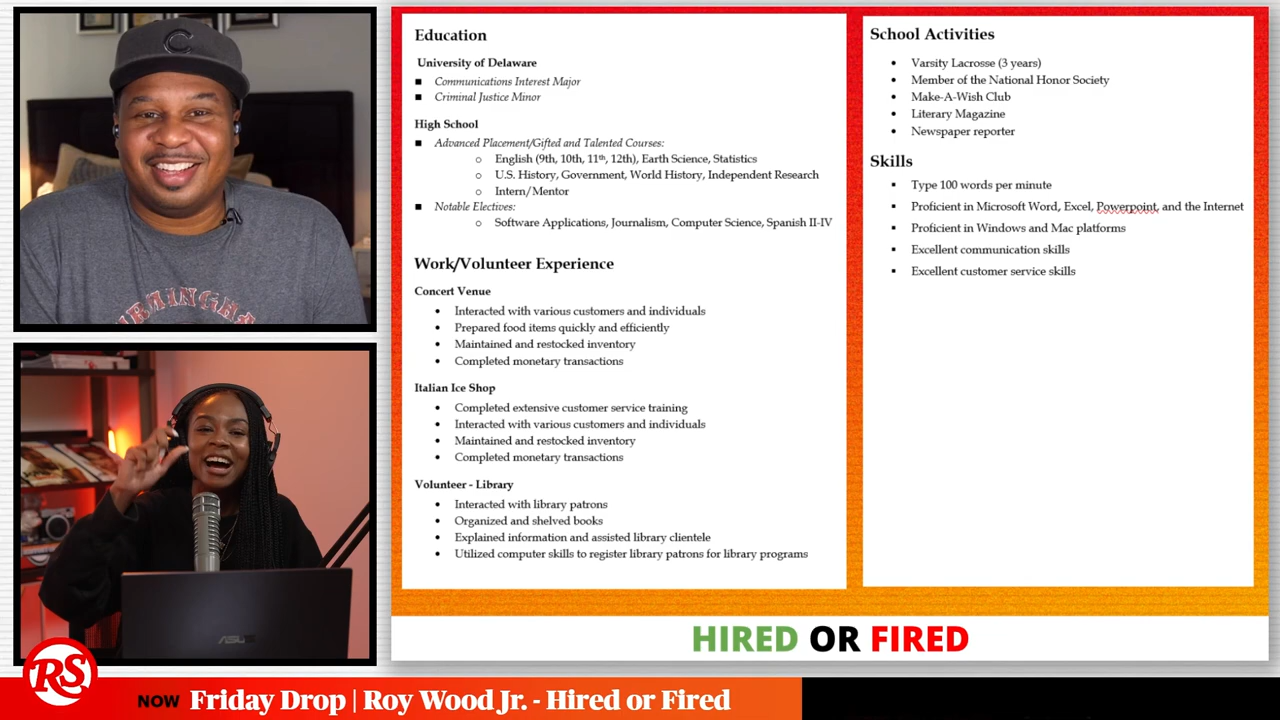 C
BIRMINGHA
ASUS
Education
University of Delaware
Communications Interest Major
Criminal Justice Minor
High School
Advanced Placement/Gifted and Talented Courses:
English (9th, 10th, 11th, 12th), Earth Science, Statistics
U.S. History, Government, World History, Independent Research
Intern/Mentor
Notable Electives:
Software Applications, Journalism, Computer Science, Spanish II-IV
Work/Volunteer Experience
Concert Venue
Interacted with various customers and individuals
Prepared food items quickly and efficiently
Maintained and restocked inventory
Completed monetary transactions
Italian Ice Shop
Completed extensive customer service training
Interacted with various customers and individuals
Maintained and restocked inventory
Completed monetary transactions
Volunteer - Library
Interacted with library patrons
Organized and shelved books
Explained information and assisted library clientele
Utilized computer skills to register library patrons for library programs
School Activities
Varsity Lacrosse (3 years)
Member of the National Honor Society
Make-A-Wish Club
Literary Magazine
Newspaper reporter
Skills
Type 100 words per minute
Proficient in Microsoft Word, Excel, Powerpoint, and the Internet
Proficient in Windows and Mac platforms
Excellent communication skills
Excellent customer service skills
HIRED OR FIRED
RS
NOW Friday Drop | Roy Wood Jr. - Hired or Fired